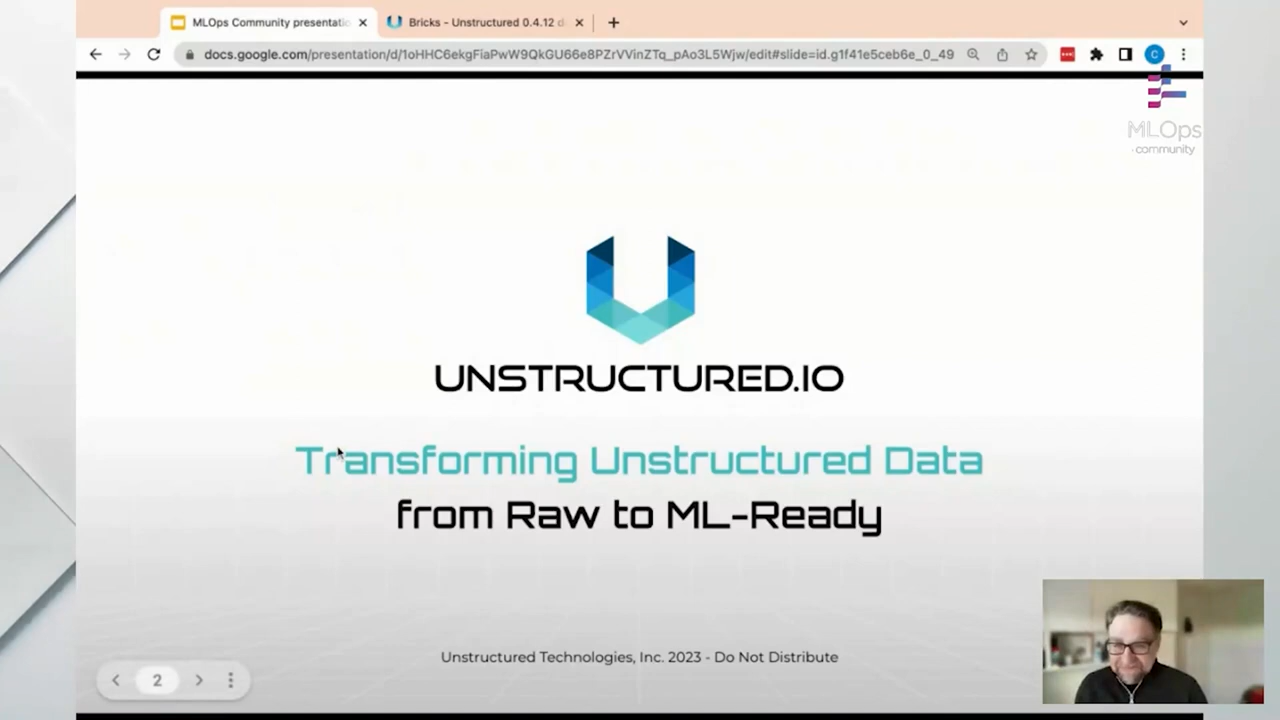 MLOps Community presentatio
Bricks - Unstructured 0.4.12 d
docs.google.com/presentation/d/1oHHC6ekgFiaPwW9QkGU66e8PZrVVinZTq_pAo3L5Wjw/edit#slide=id.g1f41e5ceb6e_0_49
C
MLOps
.community
UNSTRUCTURED.IO
Transforming Unstructured Data
from Raw to ML-Ready
Unstructured Technologies, Inc. 2023 - Do Not Distribute
2